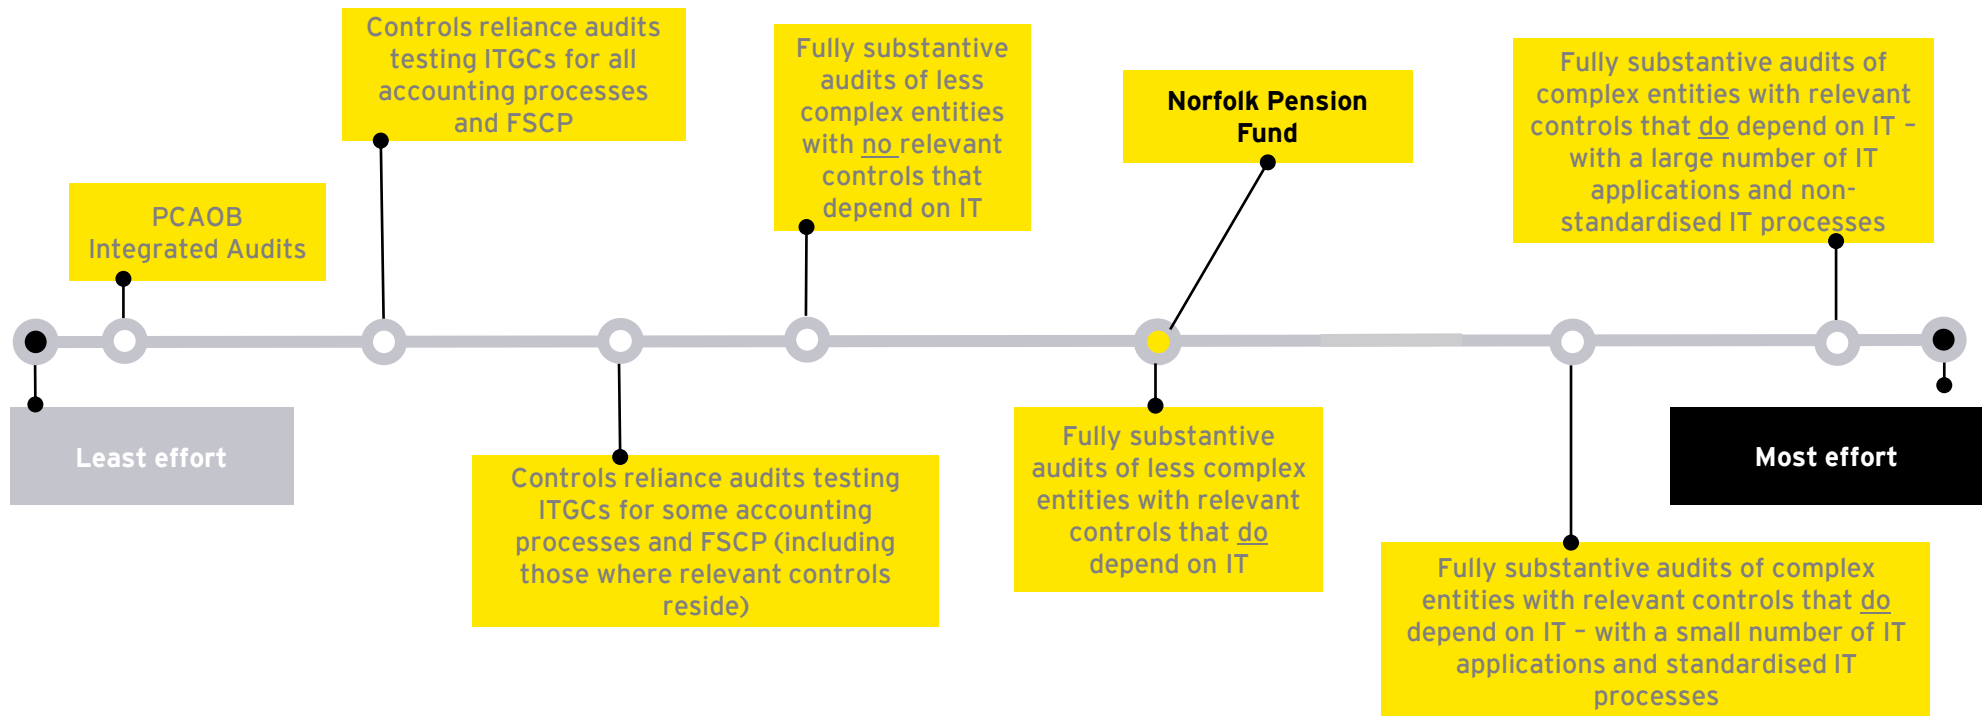 PCAOB
Integrated Audits
Controls reliance audits
testing ITGCs for all
accounting processes
and FSCP
Fully substantive
audits of less
complex entities
with no relevant
controls that
depend on IT
Norfolk Pension
Fund
Fully substantive audits of
complex entities with relevant
controls that do depend on IT –
with a large number of IT
applications and non-
standardised IT processes
Least effort
Controls reliance audits testing
ITGCs for some accounting
processes and FSCP (including
those where relevant controls
reside)
Fully substantive
audits of less complex
entities with relevant
controls that do
depend on IT
Fully substantive audits of complex
entities with relevant controls that do
depend on IT – with a small number of IT
applications and standardised IT
processes
Most effort